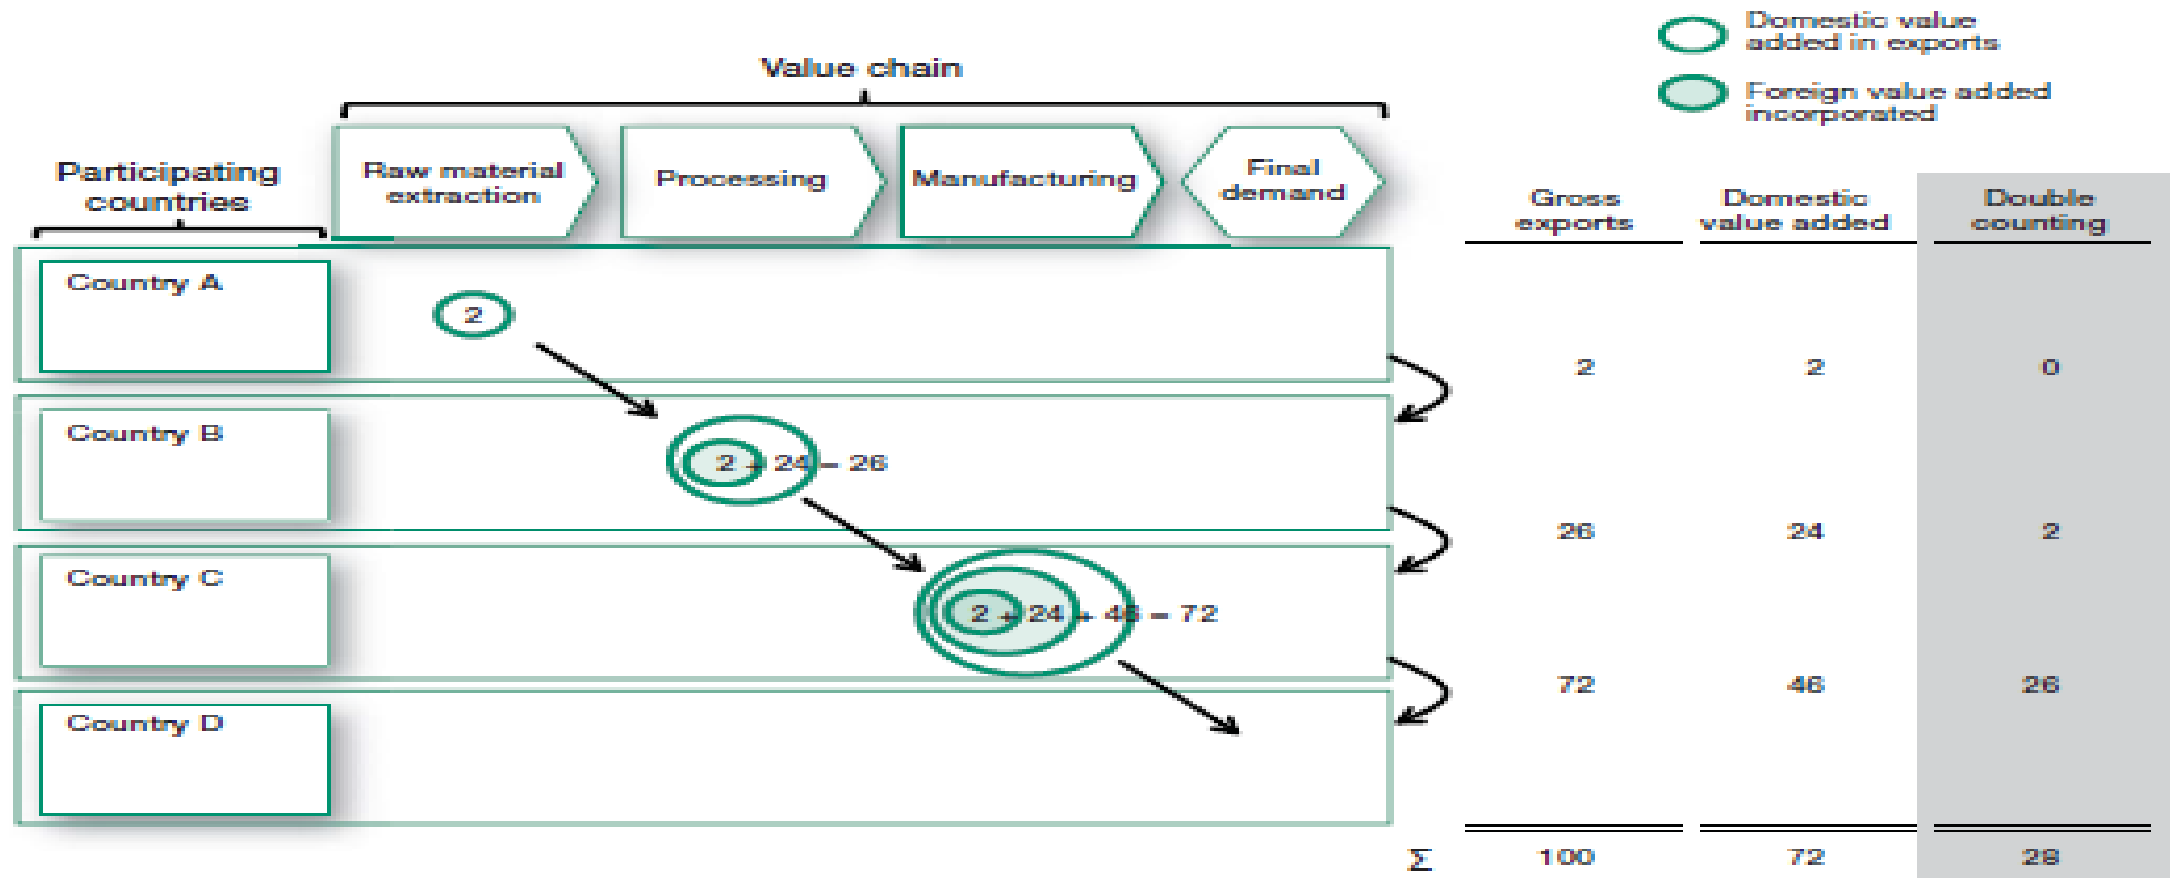 Domestic value
added in exports
Foreign value added
incorporated
Value chain
Participating
countries
Raw material
extraction
Processing
Manufacturing
Final
demand
Gross
exports
Domestic
value added
Double
counting
Country A
2
2 2 0
Country B
2 + 24 = 26
26 24 2
Country C
2 + 24 + 46 = 72
72 46 26
Country D
Σ 100 72 28